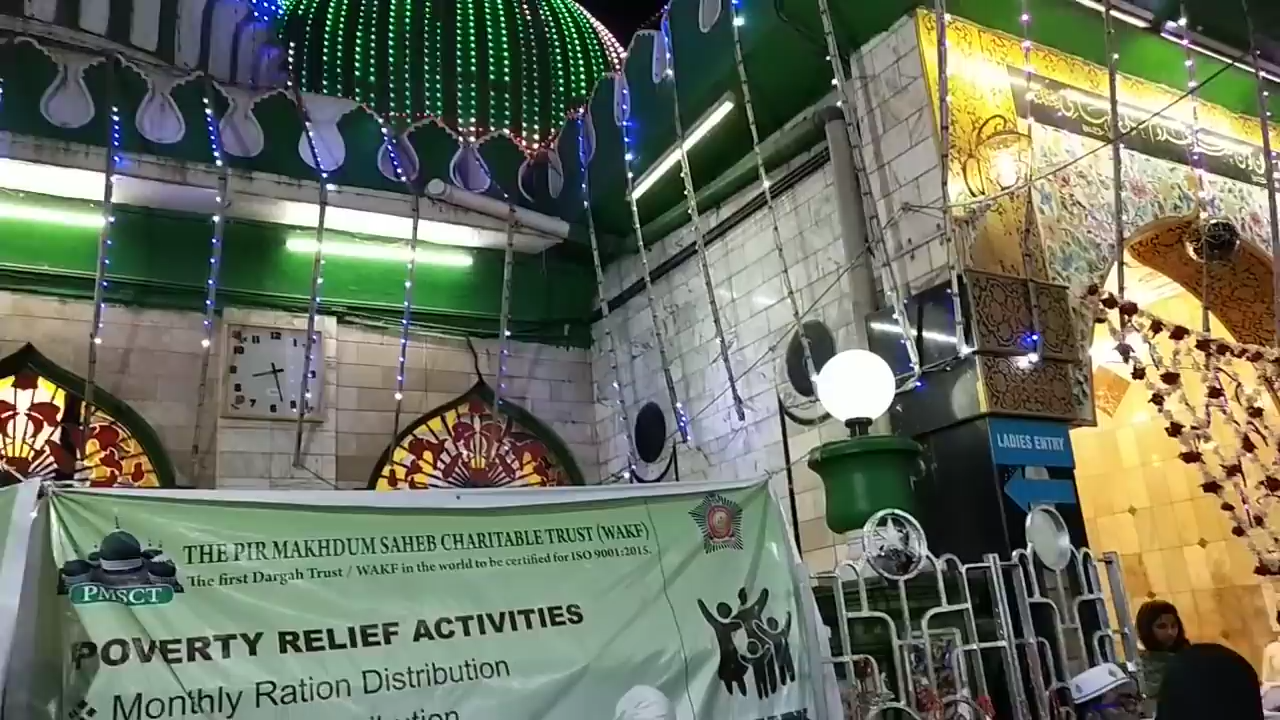 THE PIR MAKHDUM SAHEB CHARITABLE TRUST (WAKF)
The first Dargah Trust / WAKF in the world to be certified for ISO 9001:2015.
PMSCT
POVERTY RELIEF ACTIVITIES
Monthly Ration Distribution
LADIES ENTRY